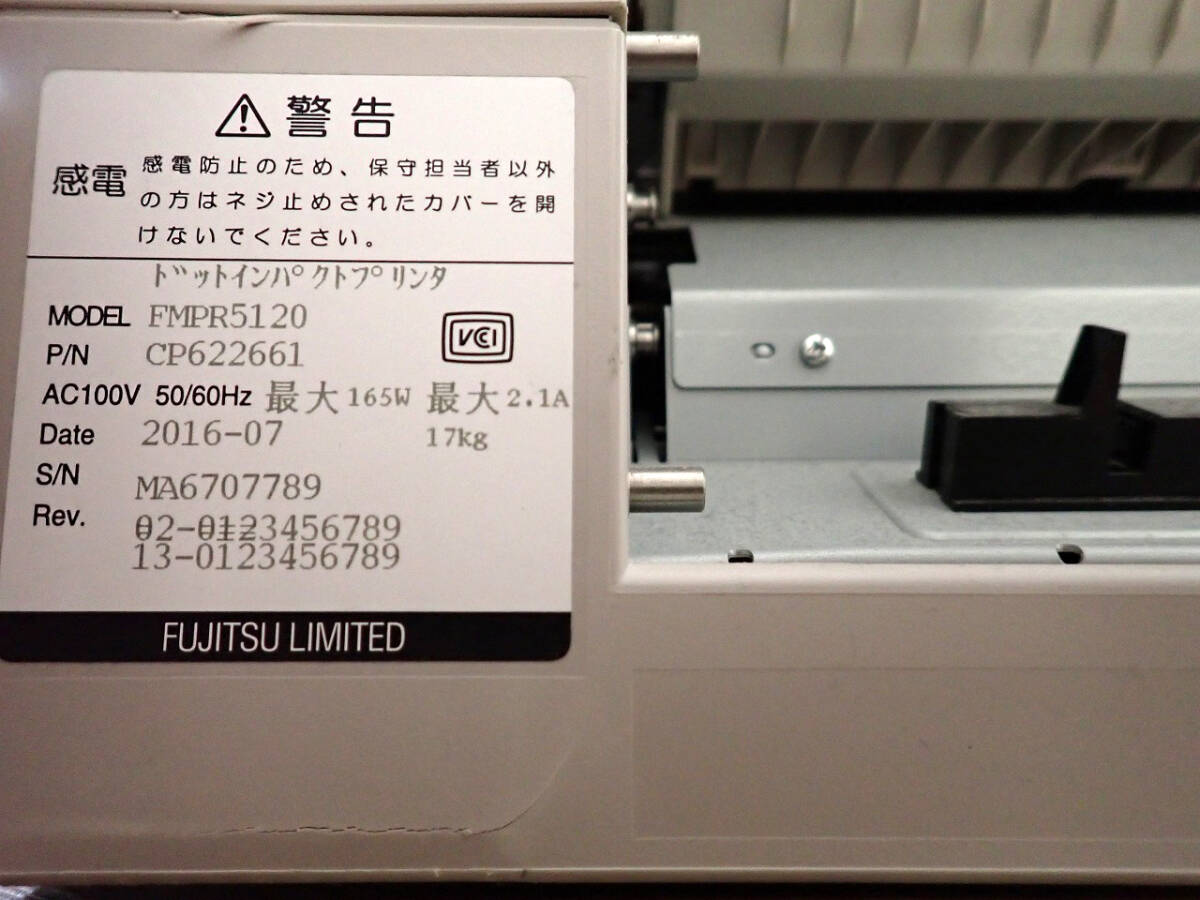 警告
感電 感電防止のため、保守担当者以外
の方はネジ止めされたカバーを開
けないでください。
ドットインパクトプリンタ
MODEL FMPR5120
P/N CP622661
VCI
AC100V 50/60Hz 最大165W 最大2.1A
Date 2016-07 17kg
S/N MA6707789
Rev. 02-0123456789
13-0123456789
FUJITSU LIMITED